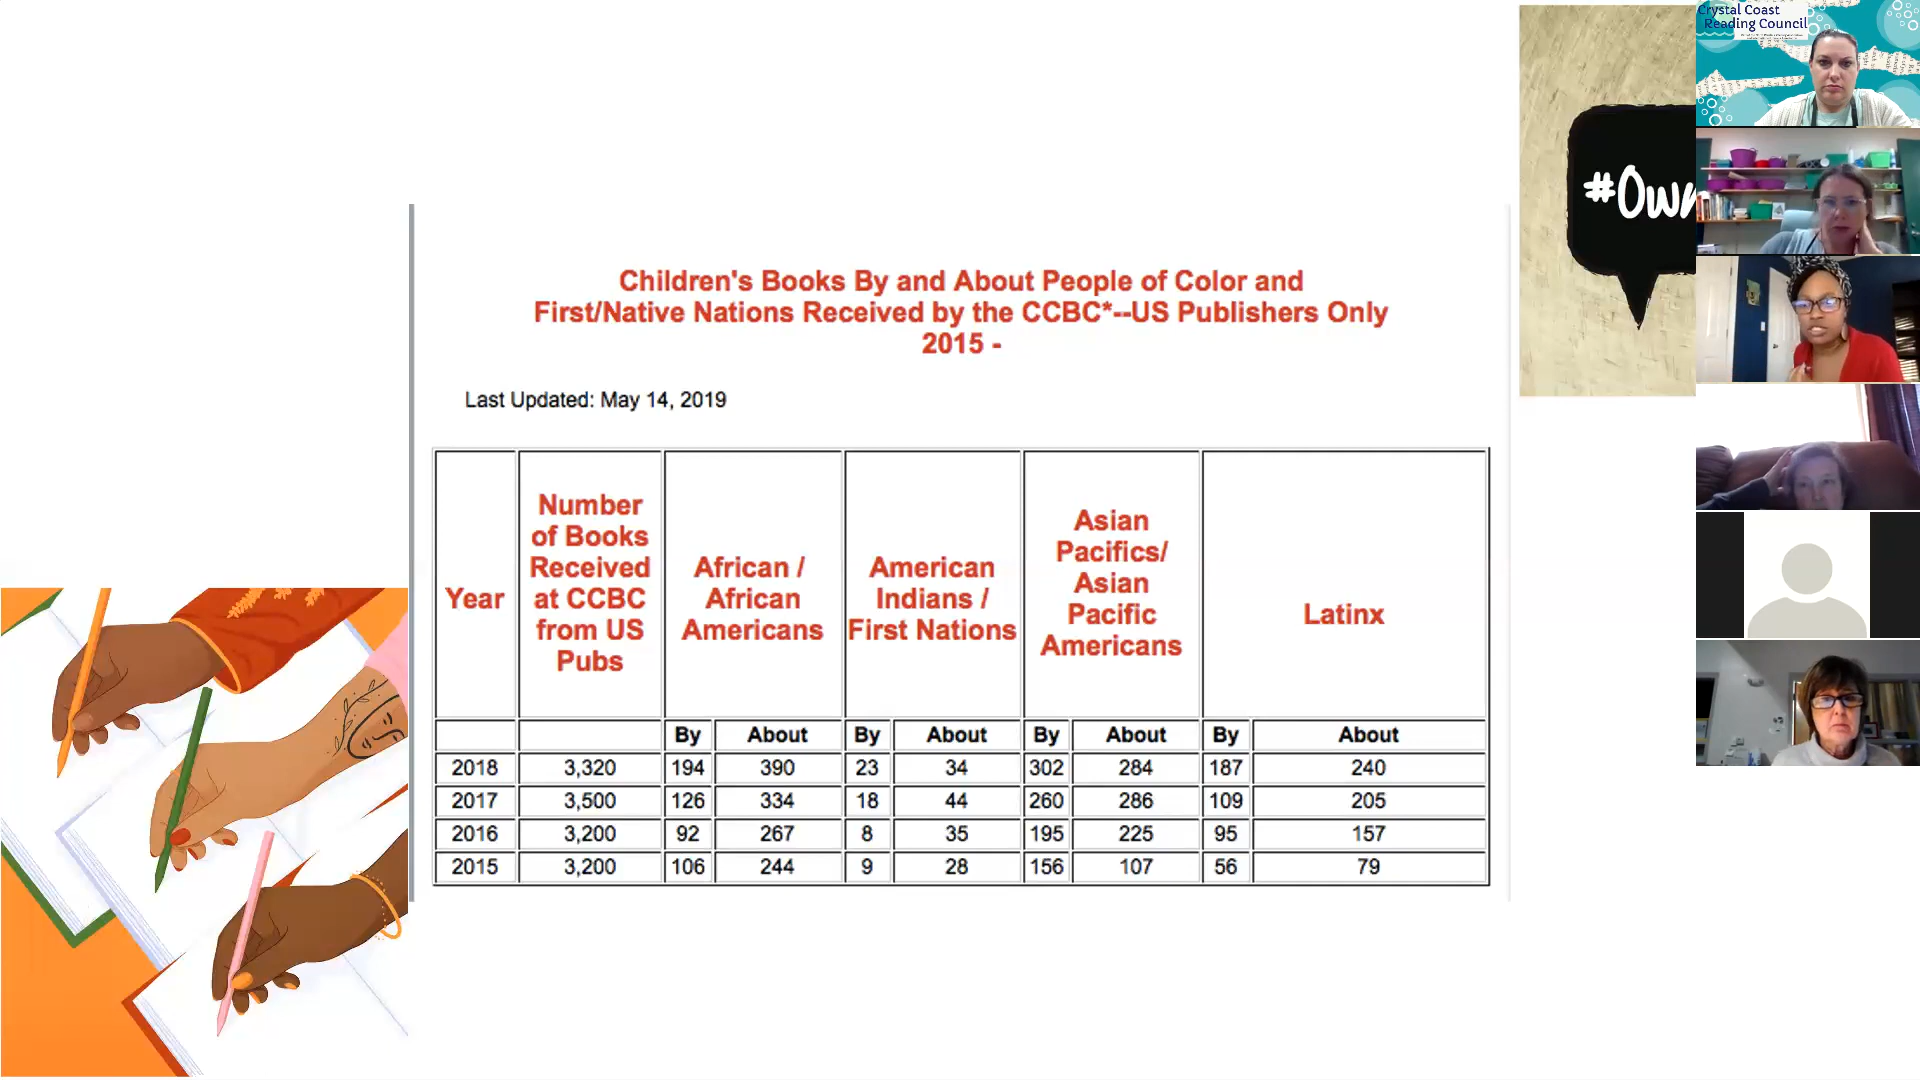 Crystal Coast
Reading Council
#Own
Children's Books By and About People of Color and
First/Native Nations Received by the CCBC*--US Publishers Only
2015 -
Last Updated: May 14, 2019
Year
Number
of Books
Received
at CCBC
from US
Pubs
African /
African
Americans
American
Indians /
First Nations
Asian
Pacifics/
Asian
Pacific
Americans
Latinx
By About By About By About By About
2018 3,320 194 390 23 34 302 284 187 240
2017 3,500 126 334 18 44 260 286 109 205
2016 3,200 92 267 8 35 195 225 95 157
2015 3,200 106 244 9 28 156 107 56 79